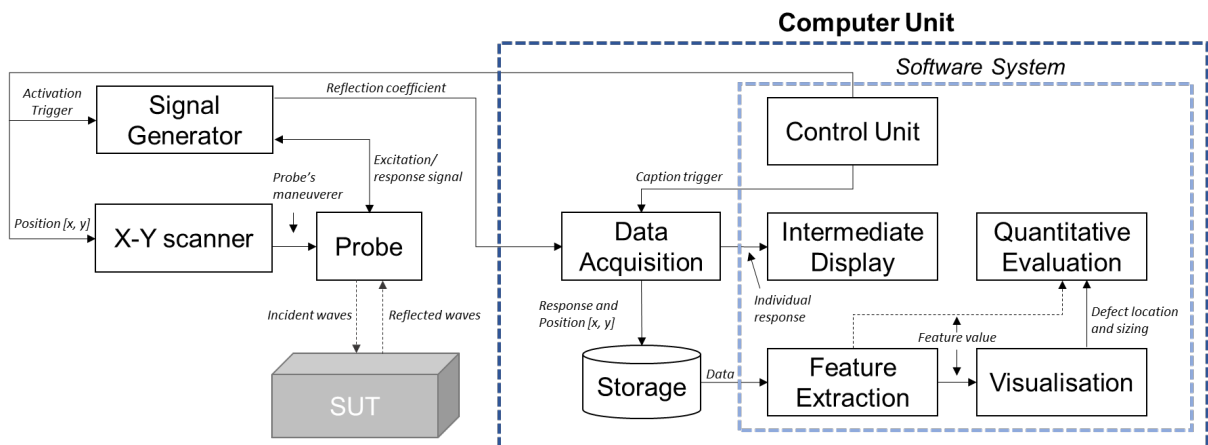 Computer Unit
Software System
Activation
Trigger
Signal
Generator
Reflection coefficient
Control Unit
Excitation/
response signal
Probe's
maneuverer
Caption trigger
Position [x, y]
X-Y scanner
Probe
Data
Acquisition
Intermediate
Display
Quantitative
Evaluation
Incident waves
Reflected waves
Response and
Position [x, y]
Individual
response
Defect location
and sizing
Feature value
SUT
Storage
Data
Feature
Extraction
Visualisation